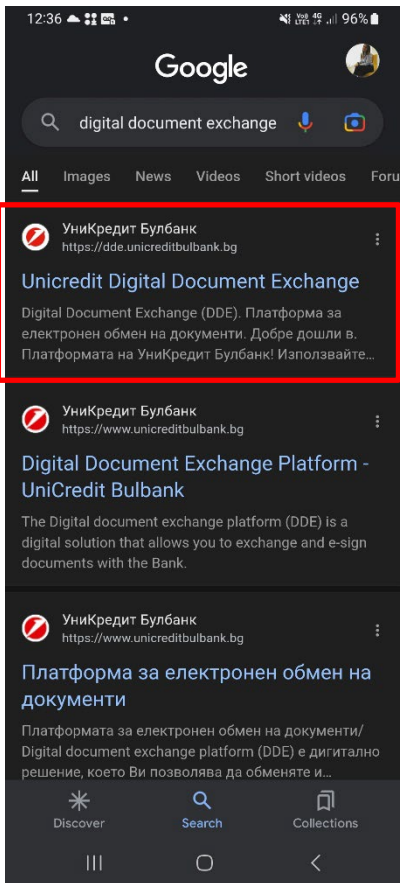 12:36 96%
Google
digital document exchange
All Images News Videos Short videos Foru
УниКредит Булбанк
https://dde.unicreditbulbank.bg
Unicredit Digital Document Exchange
Digital Document Exchange (DDE). Платформа за
електронен обмен на документи. Добре дошли в.
Платформата на УниКредит Булбанк! Използвайте...
УниКредит Булбанк
https://www.unicreditbulbank.bg
Digital Document Exchange Platform -
UniCredit Bulbank
The Digital document exchange platform (DDE) is a
digital solution that allows you to exchange and e-sign
documents with the Bank.
УниКредит Булбанк
https://www.unicreditbulbank.bg
Платформа за електронен обмен на
документи
Платформата за електронен обмен на документи/
Digital document exchange platform (DDE) е дигитално
решение, което Ви позволява да обменяте и...
Discover Search Collections